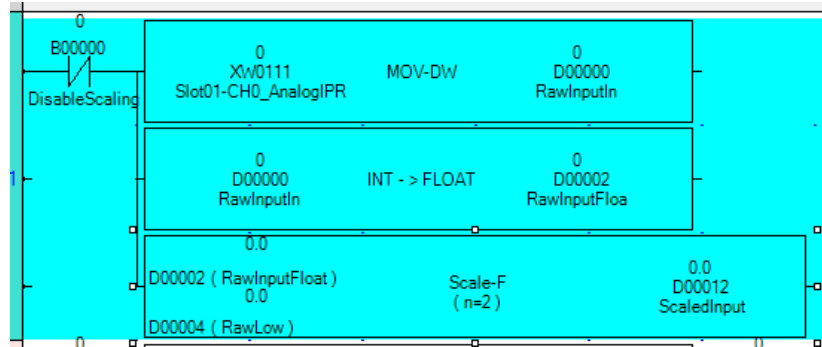 0
B00000
DisableScaling
0 0
XW0111 MOV-DW D00000
Slot01-CH0_AnalogIPR RawInputIn
1
0 0
D00000 INT - > FLOAT D00002
RawInputIn RawInputFloa
0.0
D00002 ( RawInputFloat ) Scale-F 0.0
0.0 ( n=2 ) D00012
D00004 ( RawLow ) ScaledInput
0 0